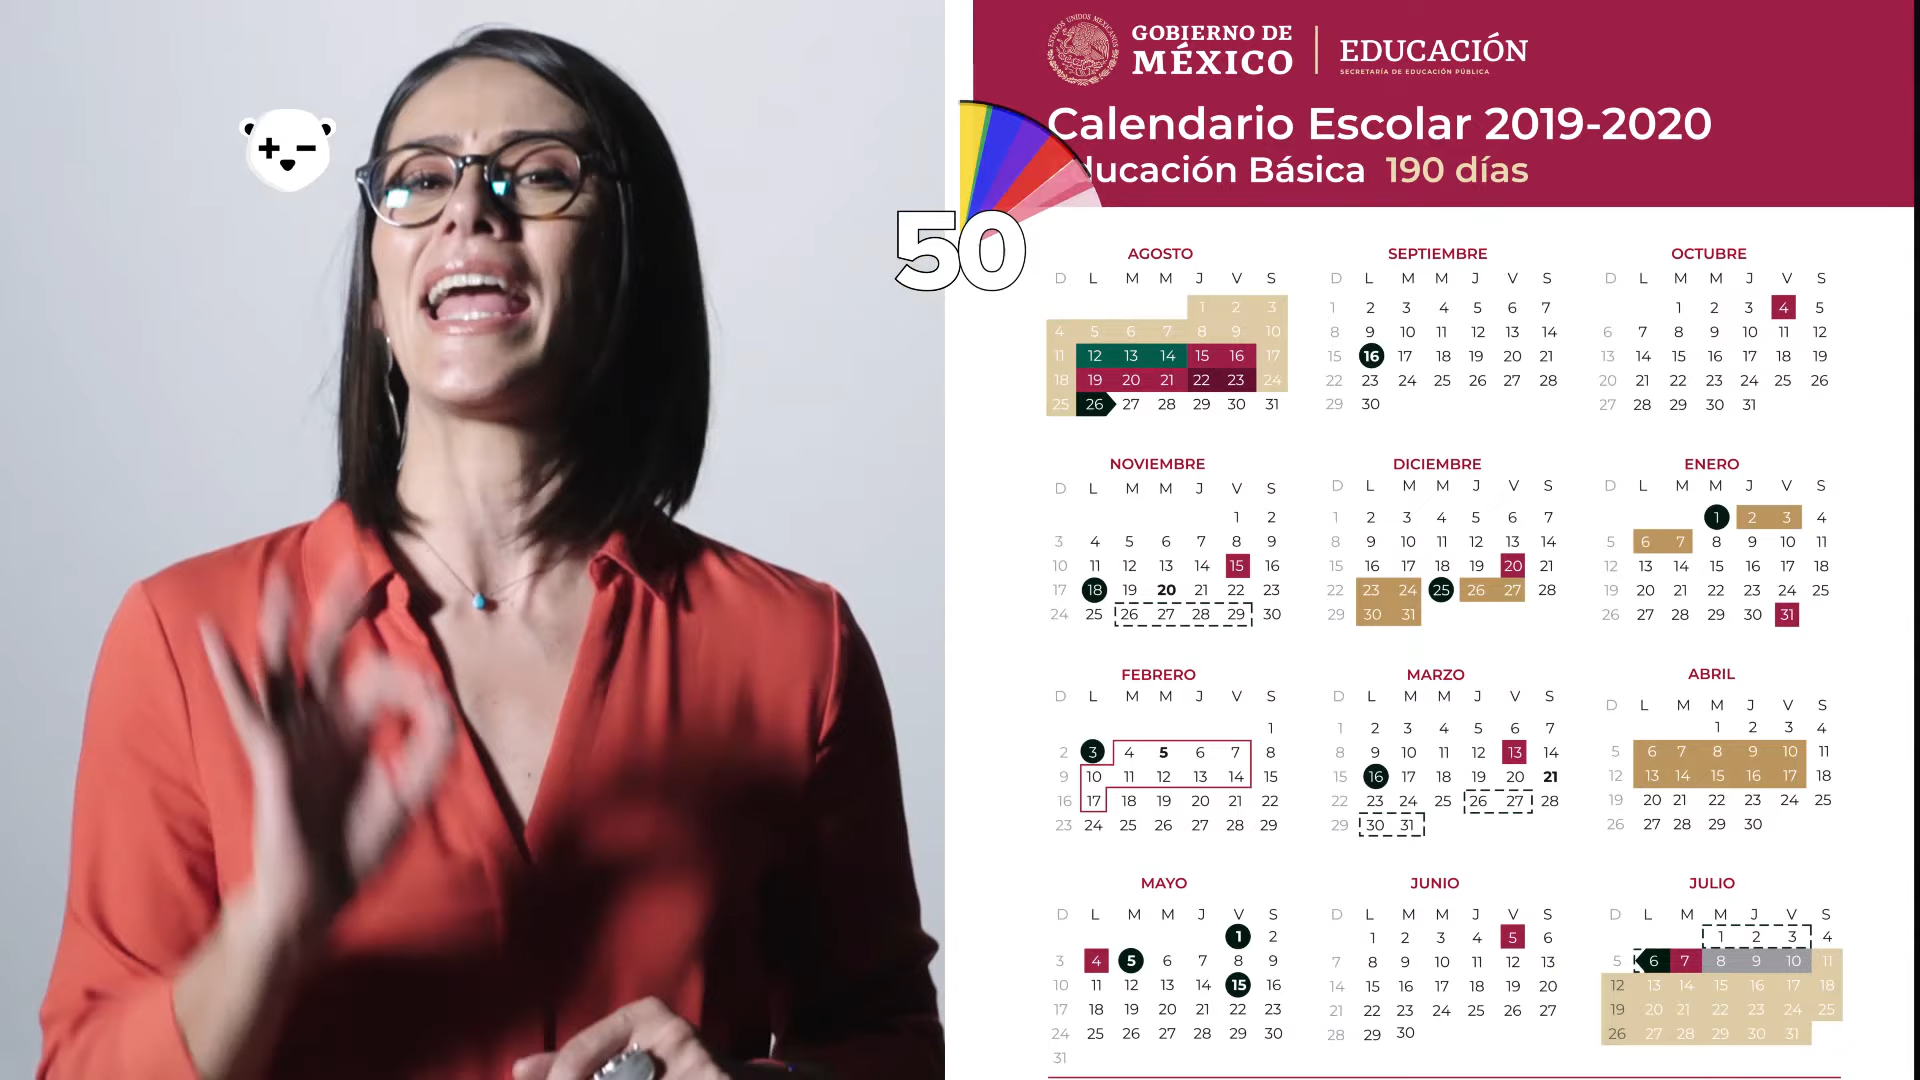 GOBIERNO DE
MÉXICO
EDUCACIÓN
SECRETARÍA DE EDUCACIÓN PÚBLICA
Calendario Escolar 2019-2020
ducación Básica 190 días
50
AGOSTO SEPTIEMBRE OCTUBRE
D L M M J V S D L M M J V S D L M M J V S
1 2 3 1 2 3 4 5 6 7 1 2 3 4 5
4 5 6 7 8 9 10 8 9 10 11 12 13 14 6 7 8 9 10 11 12
11 12 13 14 15 16 17 15 16 17 18 19 20 21 13 14 15 16 17 18 19
18 19 20 21 22 23 24 22 23 24 25 26 27 28 20 21 22 23 24 25 26
25 26 27 28 29 30 31 29 30 27 28 29 30 31
NOVIEMBRE DICIEMBRE ENERO
D L M M J V S D L M M J V S D L M M J V S
1 2 1 2 3 4 5 6 7 1 2 3 4
3 4 5 6 7 8 9 8 9 10 11 12 13 14 5 6 7 8 9 10 11
10 11 12 13 14 15 16 15 16 17 18 19 20 21 12 13 14 15 16 17 18
17 18 19 20 21 22 23 22 23 24 25 26 27 28 19 20 21 22 23 24 25
24 25 26 27 28 29 30 29 30 31 26 27 28 29 30 31
FEBRERO MARZO ABRIL
D L M M J V S D L M M J V S D L M M J V S
1 1 2 3 4 5 6 7 1 2 3 4
2 3 4 5 6 7 8 8 9 10 11 12 13 14 5 6 7 8 9 10 11
9 10 11 12 13 14 15 15 16 17 18 19 20 21 12 13 14 15 16 17 18
16 17 18 19 20 21 22 22 23 24 25 26 27 28 19 20 21 22 23 24 25
23 24 25 26 27 28 29 29 30 31 26 27 28 29 30
MAYO JUNIO JULIO
D L M M J V S D L M M J V S D L M M J V S
1 2 1 2 3 4 5 6 1 2 3 4
3 4 5 6 7 8 9 7 8 9 10 11 12 13 5 6 7 8 9 10 11
10 11 12 13 14 15 16 14 15 16 17 18 19 20 12 13 14 15 16 17 18
17 18 19 20 21 22 23 21 22 23 24 25 26 27 19 20 21 22 23 24 25
24 25 26 27 28 29 30 28 29 30 26 27 28 29 30 31
31